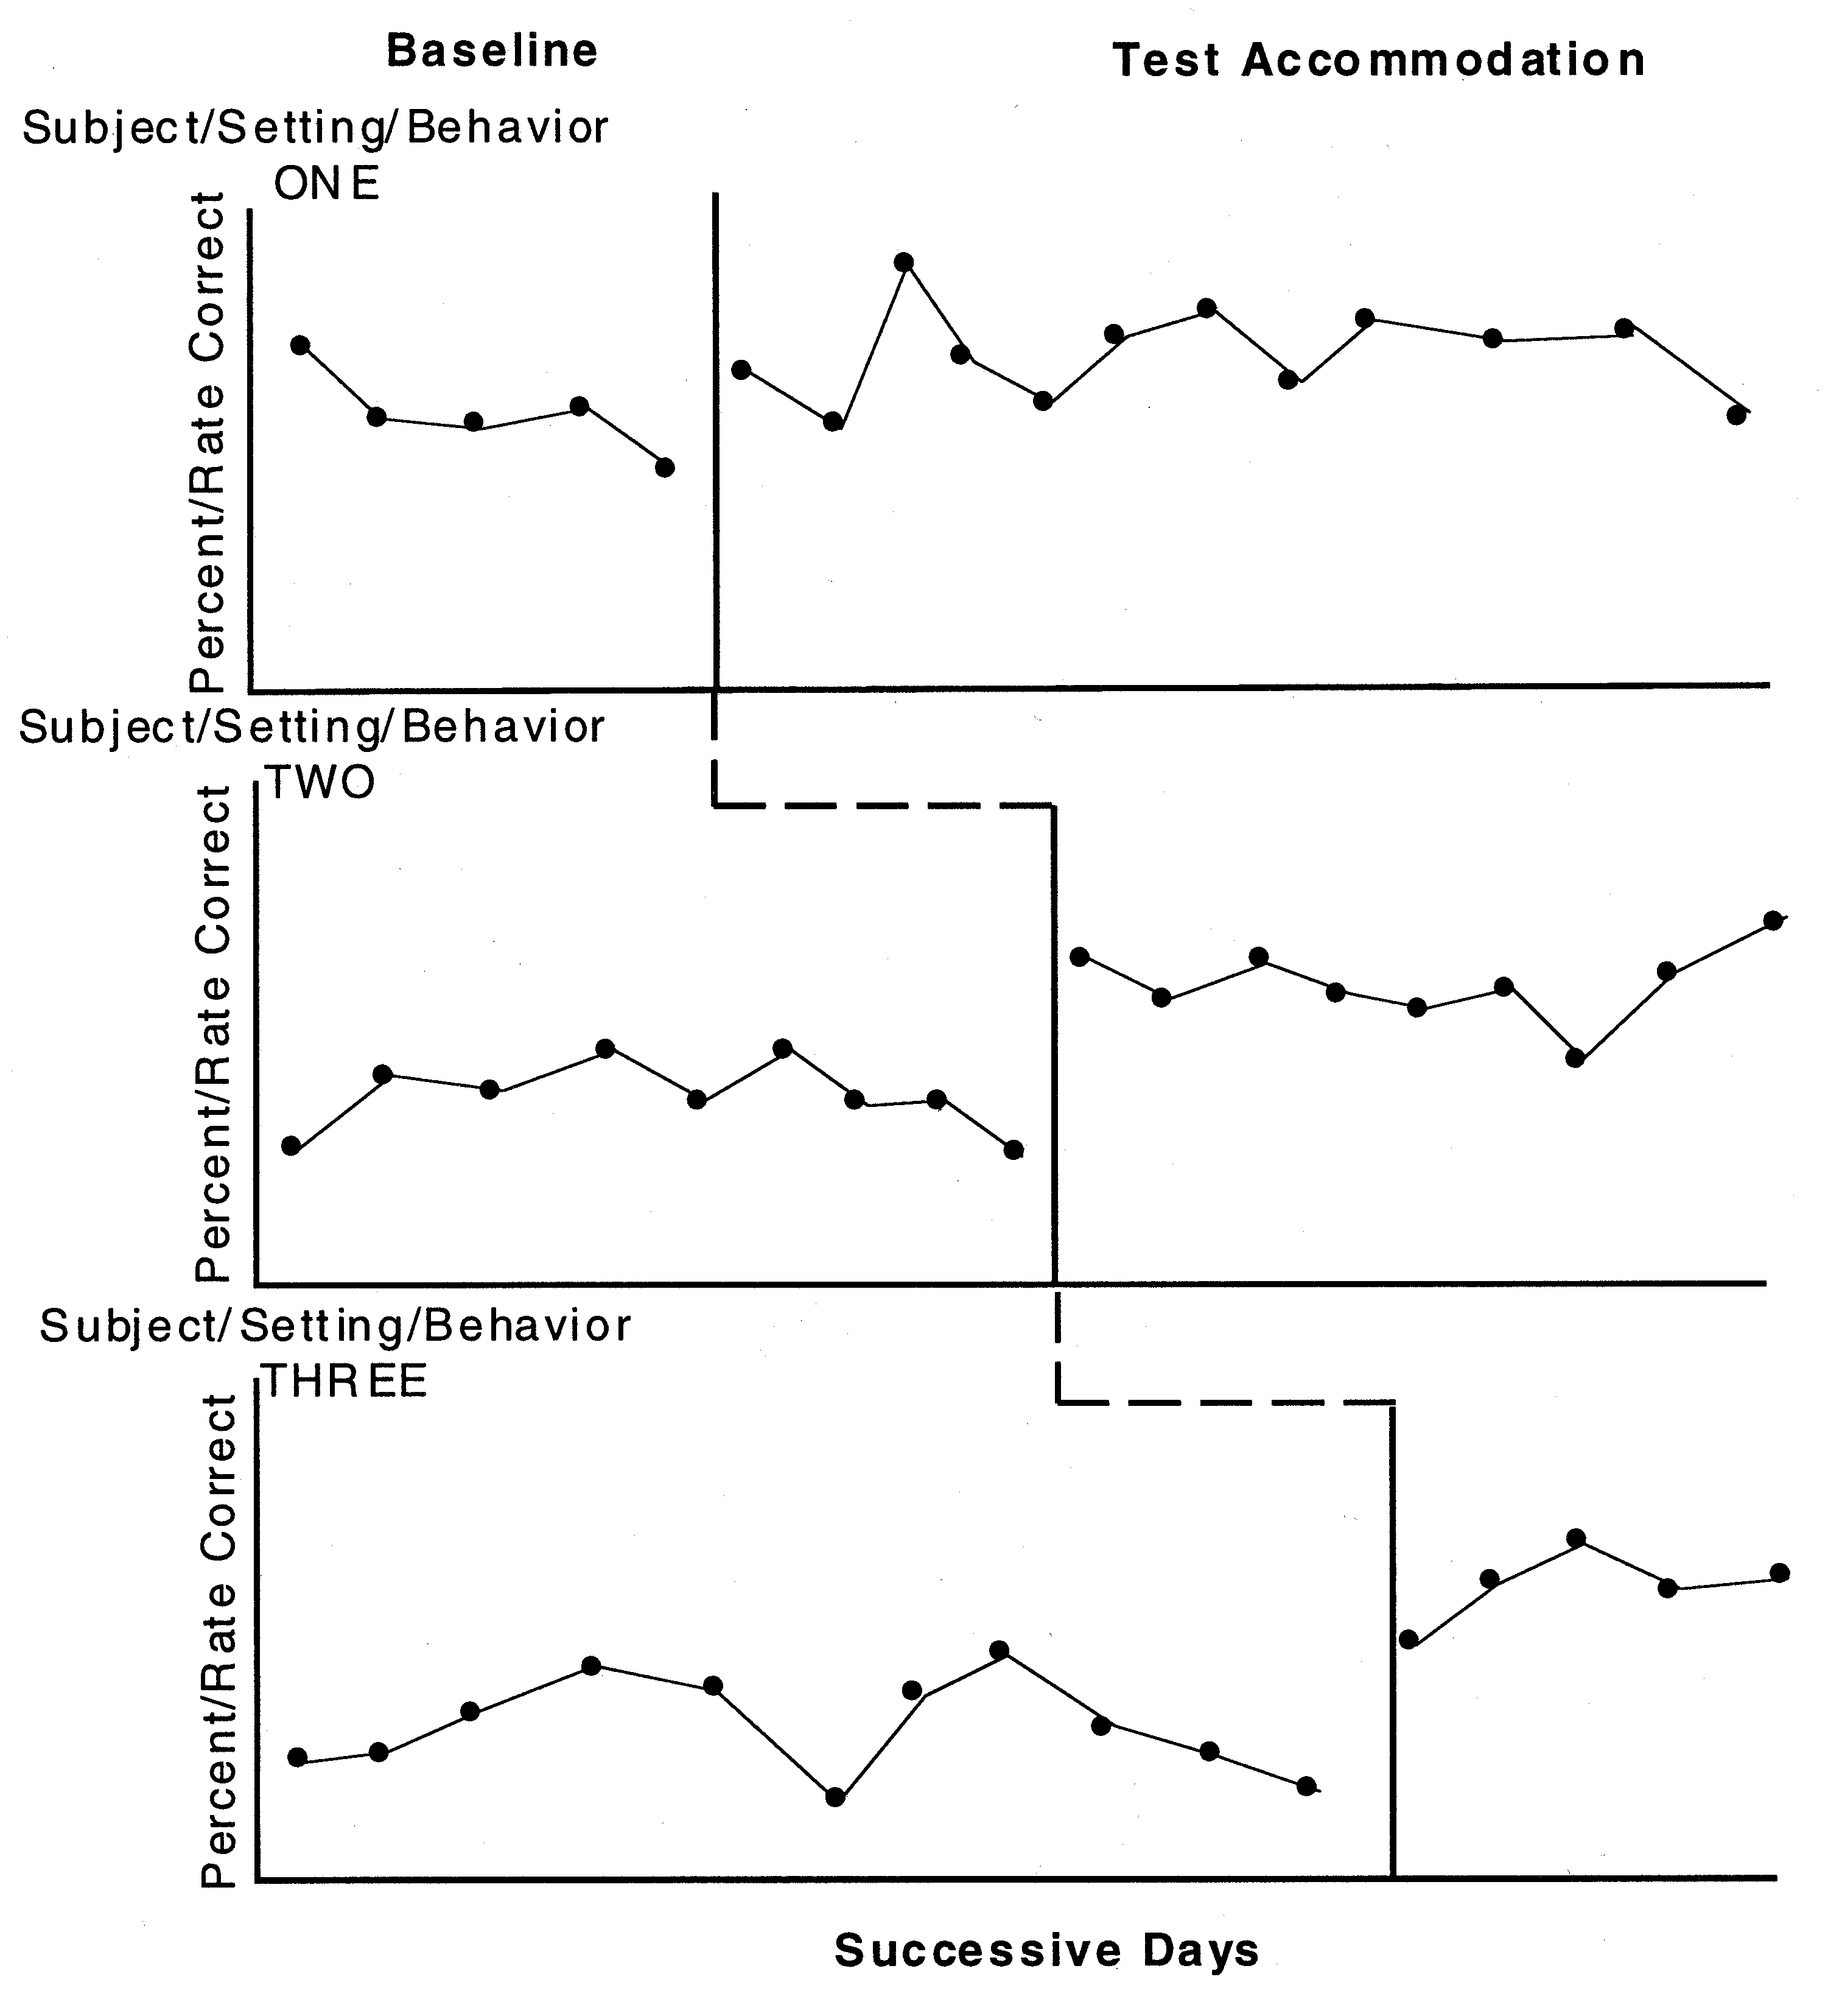 Baseline
Test Accommodation
Subject/Setting/Behavior
ONE
Percent/Rate Correct
Subject/Setting/Behavior
TWO
Percent/Rate Correct
Subject/Setting/Behavior
THREE
Percent/Rate Correct
Successive Days